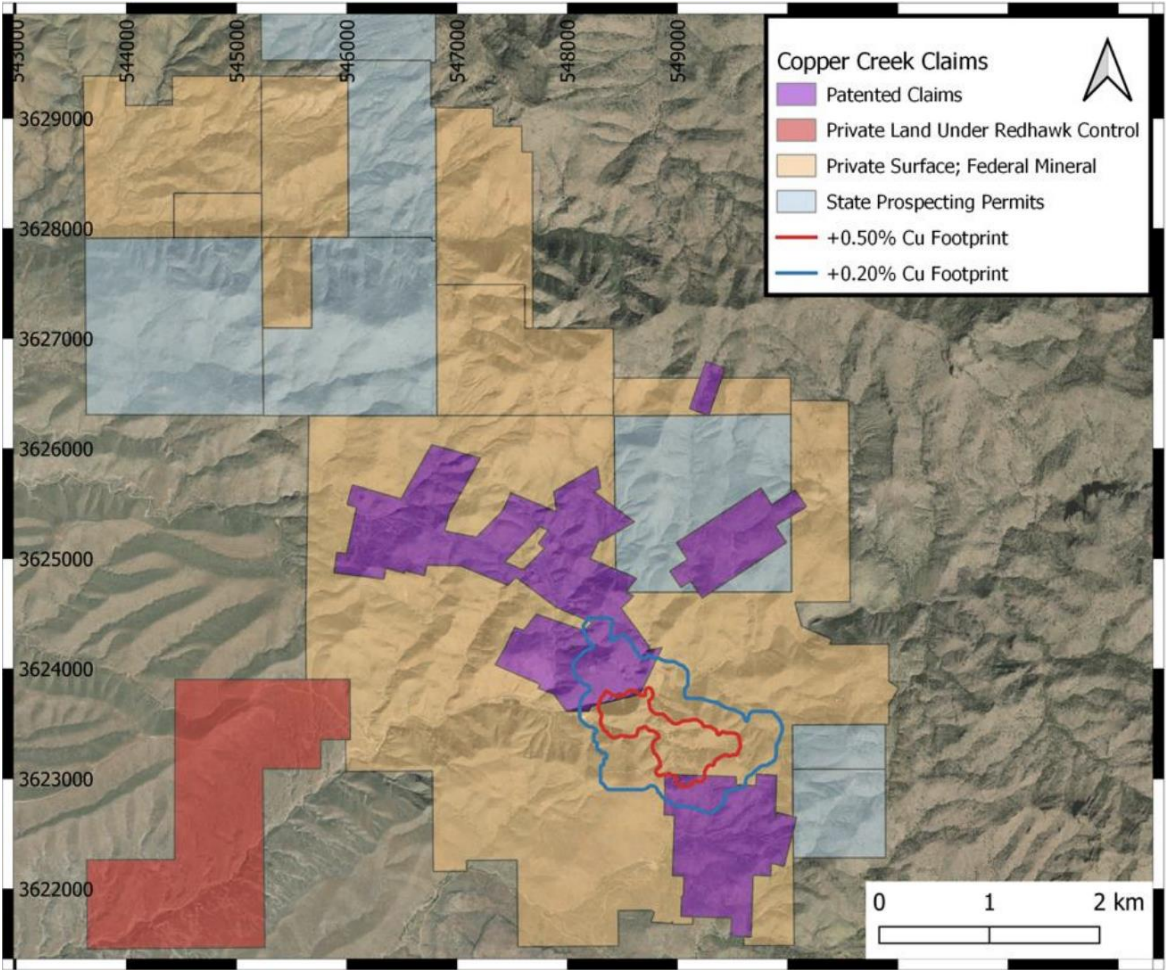 543000
544000
545000
546000
547000
548000
549000
Copper Creek Claims
Patented Claims
Private Land Under Redhawk Control
Private Surface; Federal Mineral
State Prospecting Permits
+0.50% Cu Footprint
+0.20% Cu Footprint
3629000
3628000
3627000
3626000
3625000
3624000
3623000
3622000
0 1 2 km